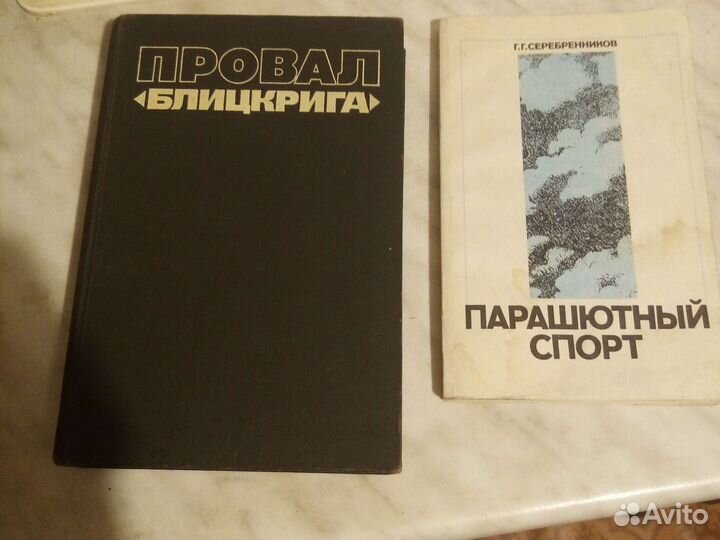 ПРОВАЛ
<БЛИЦКРИГА>
Г.Г.СЕРЕБРЕННИКОВ
ПАРАШЮТНЫЙ
СПОРТ
Avito